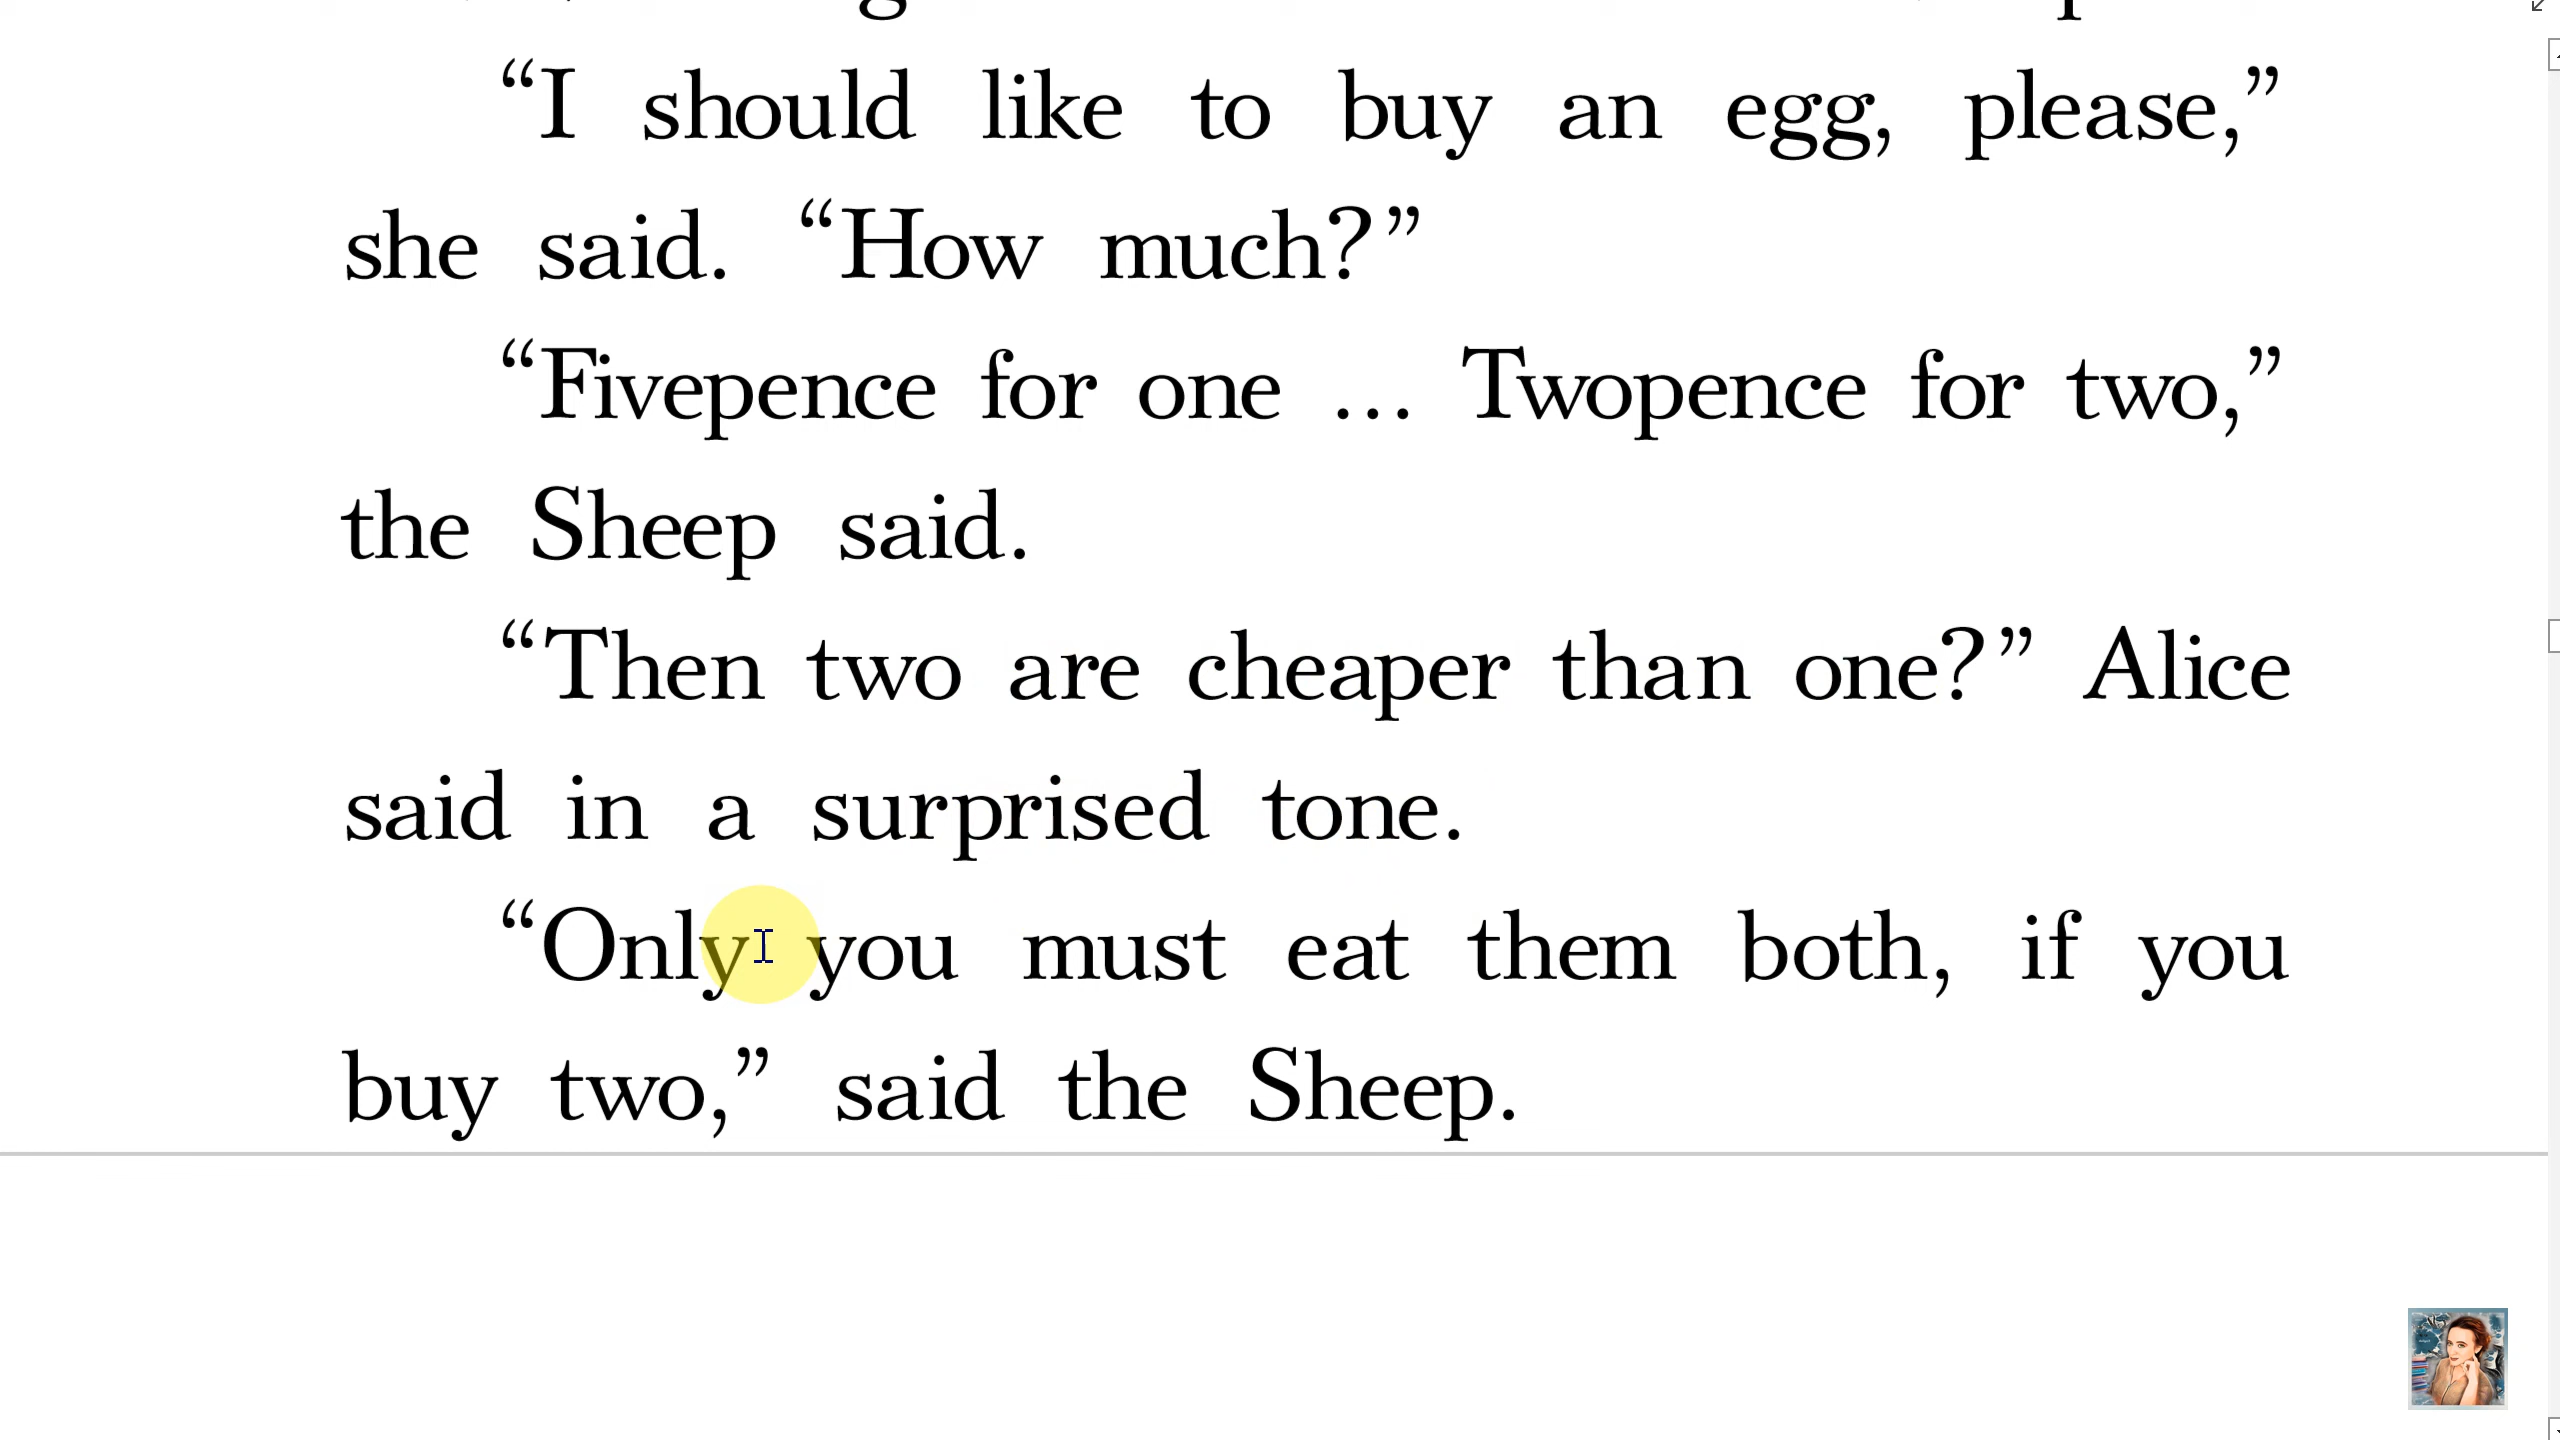 “I should like to buy an egg, please,”
she said. “How much?”
“Fivepence for one ... Twopence for two,”
the Sheep said.
“Then two are cheaper than one?” Alice
said in a surprised tone.
“Only you must eat them both, if you
buy two,” said the Sheep.